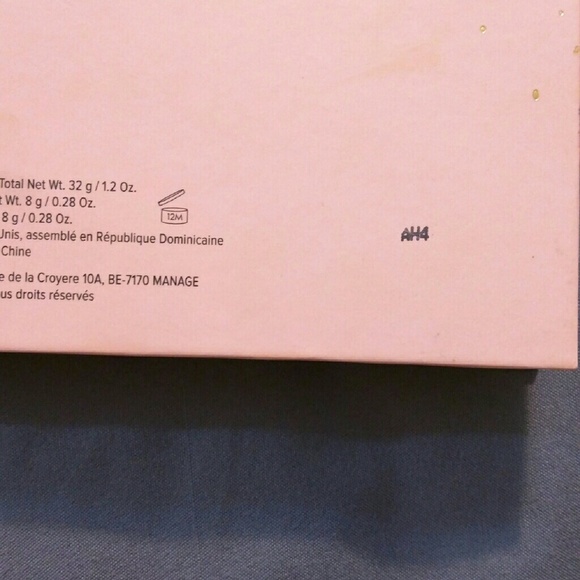 Total Net Wt. 32 g / 1.2 Oz.
t Wt. 8 g / 0.28 Oz.
8 g / 0.28 Oz.
12M
Unis, assemblé en République Dominicaine
Chine
AH4
e de la Croyere 10A, BE-7170 MANAGE
us droits réservés